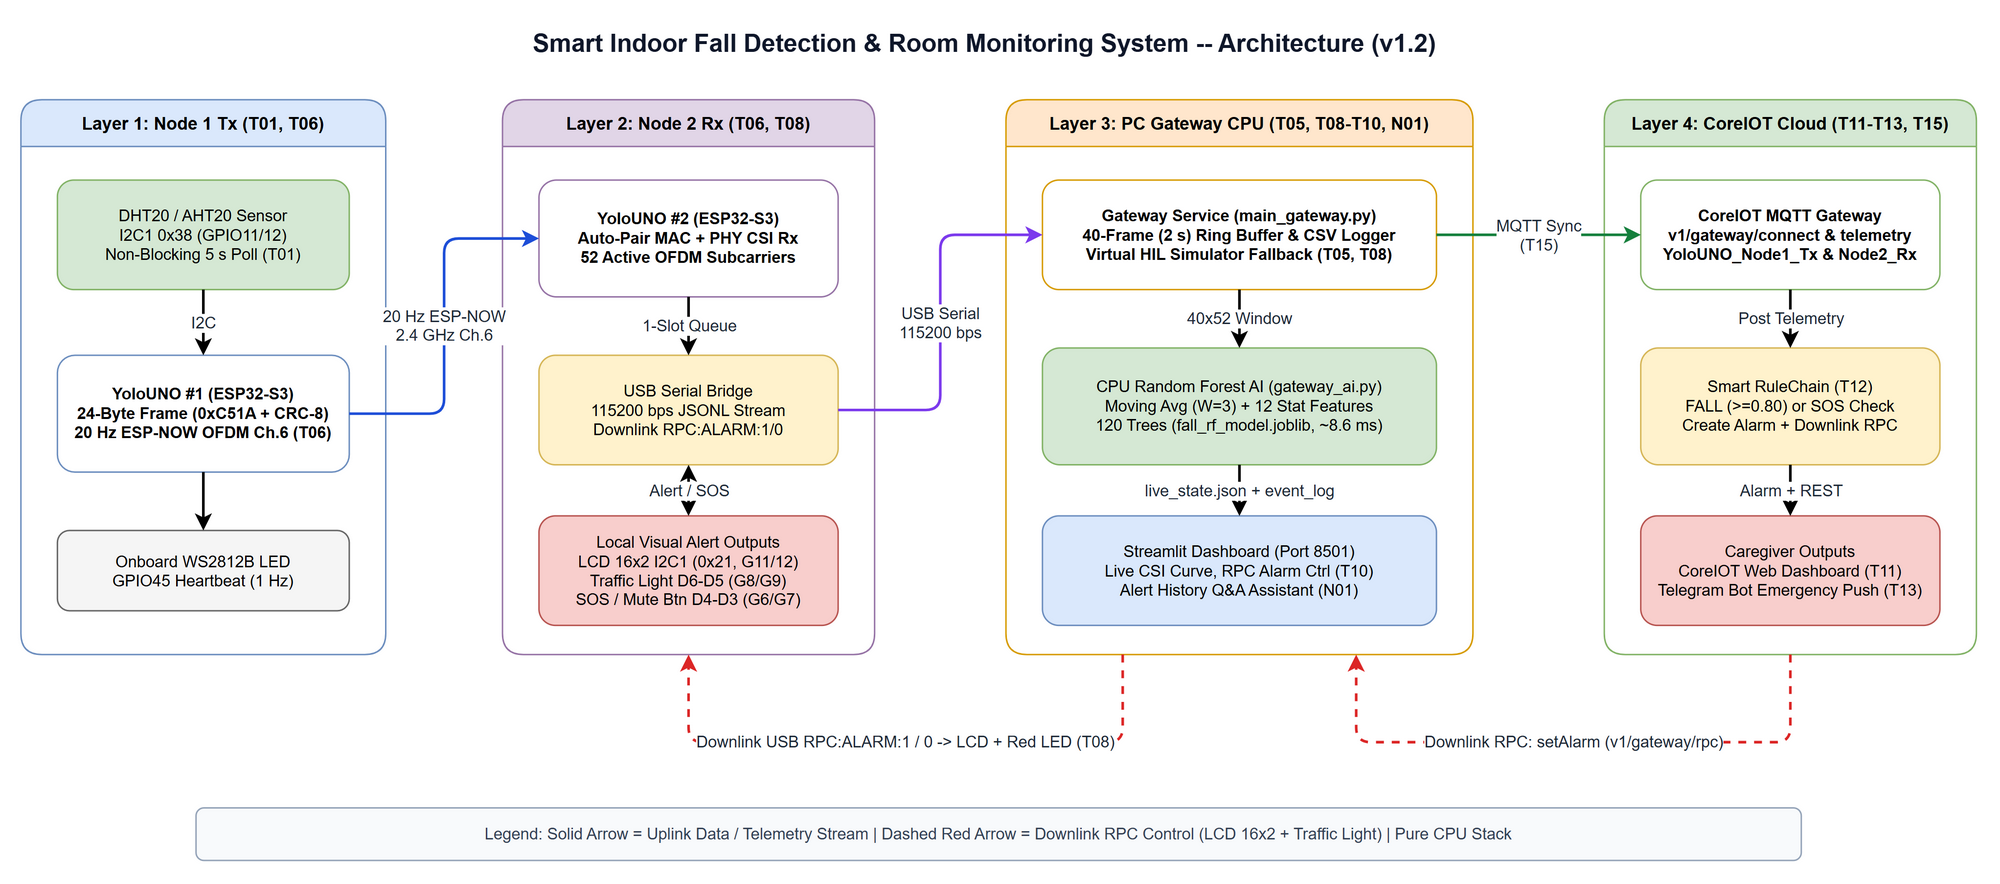 Smart Indoor Fall Detection & Room Monitoring System -- Architecture (v1.2)
Layer 1: Node 1 Tx (T01, T06)
DHT20 / AHT20 Sensor
I2C1 0x38 (GPIO11/12)
Non-Blocking 5 s Poll (T01)
I2C
YoloUNO #1 (ESP32-S3)
24-Byte Frame (0xC51A + CRC-8)
20 Hz ESP-NOW OFDM Ch.6 (T06)
Onboard WS2812B LED
GPIO45 Heartbeat (1 Hz)
20 Hz ESP-NOW
2.4 GHz Ch.6
Layer 2: Node 2 Rx (T06, T08)
YoloUNO #2 (ESP32-S3)
Auto-Pair MAC + PHY CSI Rx
52 Active OFDM Subcarriers
1-Slot Queue
USB Serial Bridge
115200 bps JSONL Stream
Downlink RPC:ALARM:1/0
Alert / SOS
Local Visual Alert Outputs
LCD 16x2 I2C1 (0x21, G11/12)
Traffic Light D6-D5 (G8/G9)
SOS / Mute Btn D4-D3 (G6/G7)
USB Serial
115200 bps
Layer 3: PC Gateway CPU (T05, T08-T10, N01)
Gateway Service (main_gateway.py)
40-Frame (2 s) Ring Buffer & CSV Logger
Virtual HIL Simulator Fallback (T05, T08)
40x52 Window
CPU Random Forest AI (gateway_ai.py)
Moving Avg (W=3) + 12 Stat Features
120 Trees (fall_rf_model.joblib, ~8.6 ms)
live_state.json + event_log
Streamlit Dashboard (Port 8501)
Live CSI Curve, RPC Alarm Ctrl (T10)
Alert History Q&A Assistant (N01)
MQTT Sync
(T15)
Layer 4: CoreIOT Cloud (T11-T13, T15)
CoreIOT MQTT Gateway
v1/gateway/connect & telemetry
YoloUNO_Node1_Tx & Node2_Rx
Post Telemetry
Smart RuleChain (T12)
FALL (>=0.80) or SOS Check
Create Alarm + Downlink RPC
Alarm + REST
Caregiver Outputs
CoreIOT Web Dashboard (T11)
Telegram Bot Emergency Push (T13)
Downlink USB RPC:ALARM:1 / 0 -> LCD + Red LED (T08)
Downlink RPC: setAlarm (v1/gateway/rpc)
Legend: Solid Arrow = Uplink Data / Telemetry Stream | Dashed Red Arrow = Downlink RPC Control (LCD 16x2 + Traffic Light) | Pure CPU Stack